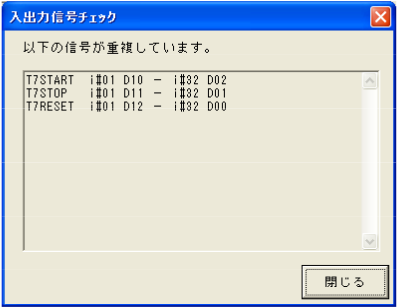 入出力信号チェック
以下の信号が重複しています。
T7START i#01 D10 － i#32 D02
T7STOP i#01 D11 － i#32 D01
T7RESET i#01 D12 － i#32 D00
閉じる